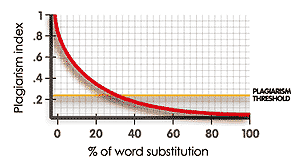 Plagiarism index
1
.8
.6
.4
.2
PLAGIARISM
THRESHOLD
0 20 40 60 80 100
% of word substitution